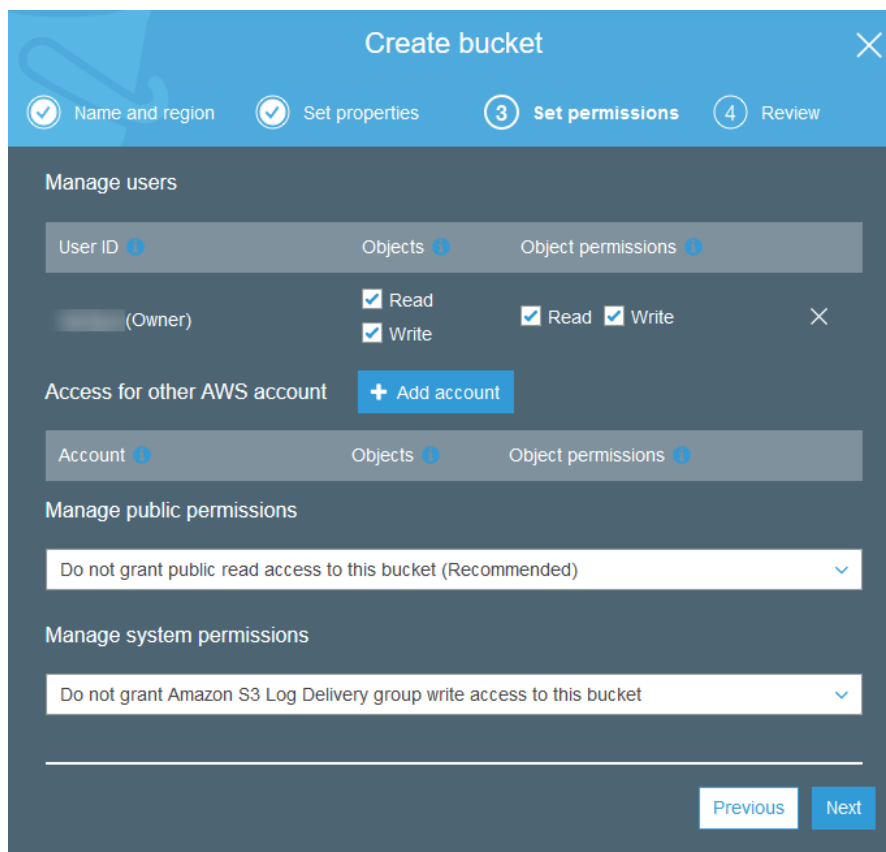 Create bucket
Name and region
Set properties
3 Set permissions
4 Review
Manage users
User ID Objects Object permissions
(Owner) Read Write Read Write
Access for other AWS account + Add account
Account Objects Object permissions
Manage public permissions
Do not grant public read access to this bucket (Recommended)
Manage system permissions
Do not grant Amazon S3 Log Delivery group write access to this bucket
Previous Next